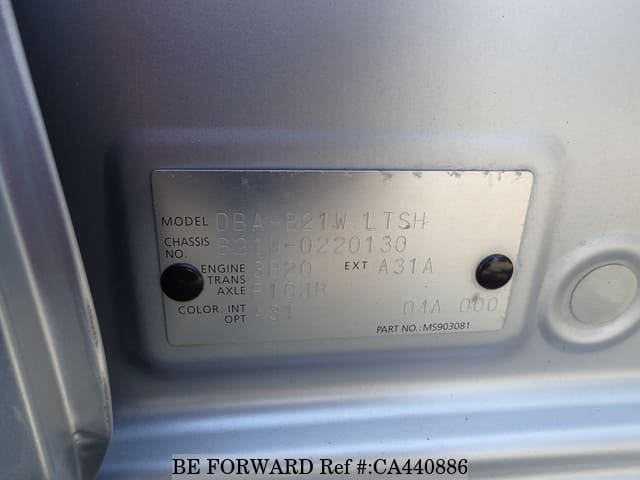 MODEL DBA-B21W LTSH
CHASSIS NO. B21W-0220130
ENGINE 3B20 EXT A31A
TRANS AXLE F1CJR
COLOR. INT OPT 431 04A 000
PART NO.: MS903081
BE FORWARD Ref #:CA440886